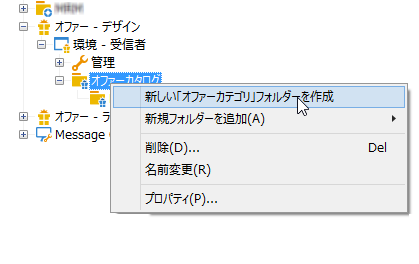 オファー - デザイン
環境 - 受信者
管理
オファーカタログ
新しい「オファーカテゴリ」フォルダーを作成
新規フォルダーを追加(A)
削除(D)... Del
名前変更(R)
プロパティ(P)...
オファー - 
Message